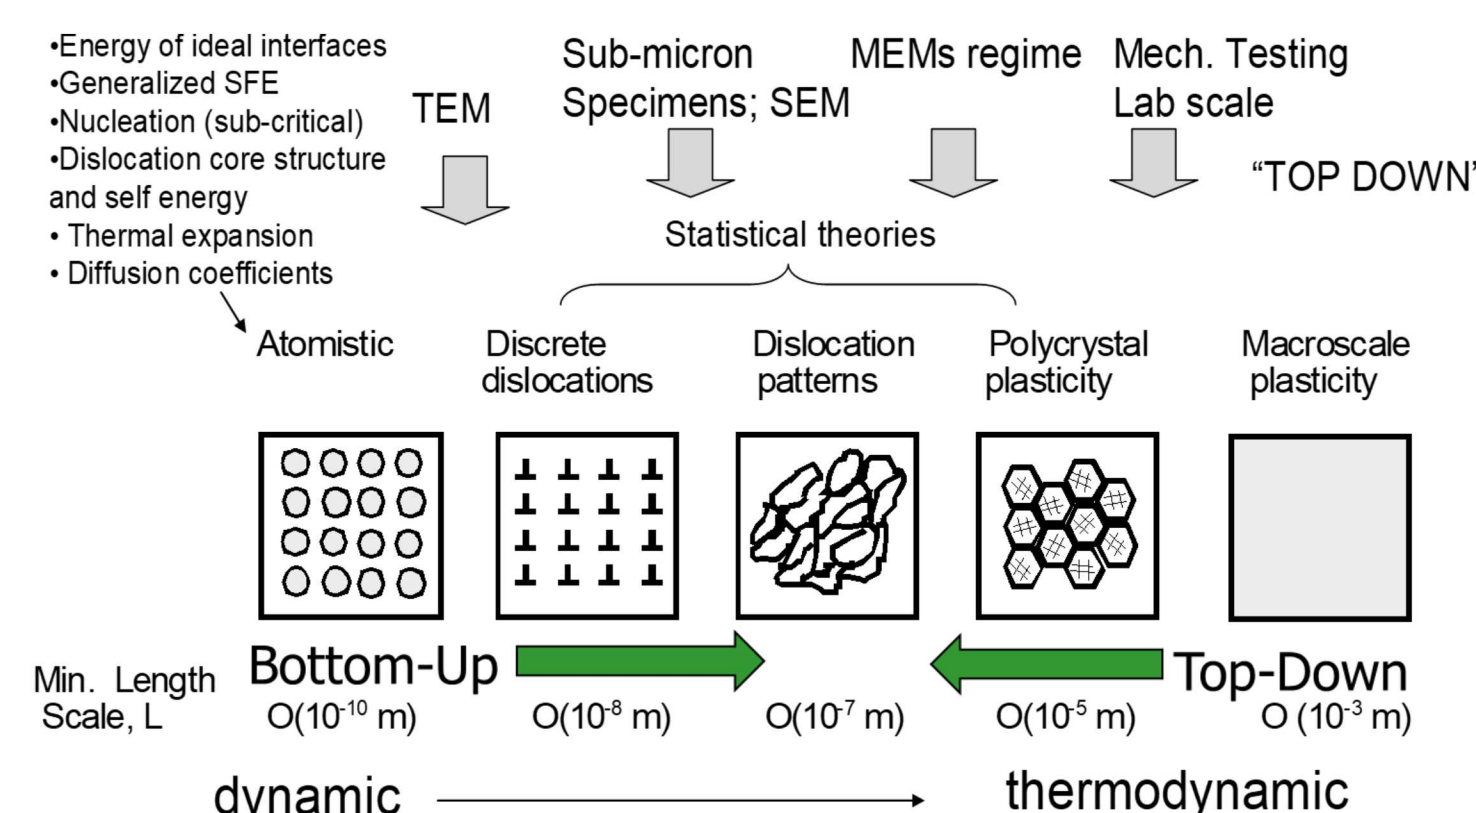 •Energy of ideal interfaces
•Generalized SFE
•Nucleation (sub-critical)
•Dislocation core structure
and self energy
• Thermal expansion
• Diffusion coefficients
TEM
Sub-micron
Specimens; SEM
MEMs regime
Mech. Testing
Lab scale
“TOP DOWN”
Statistical theories
Atomistic
Discrete
dislocations
Dislocation
patterns
Polycrystal
plasticity
Macroscale
plasticity
Bottom-Up
Top-Down
Min. Length
Scale, L
O(10⁻¹⁰ m)
O(10⁻⁸ m)
O(10⁻⁷ m)
O(10⁻⁵ m)
O (10⁻³ m)
dynamic
thermodynamic